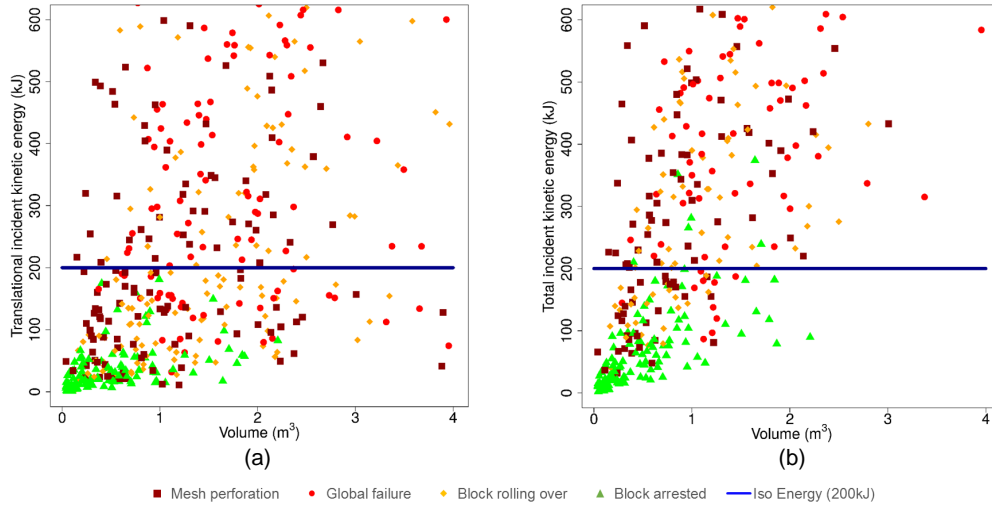 Translational incident kinetic energy (kJ)
600
500
400
300
200
100
0
0 1 2 3 4
Volume (m³)
(a)
Total incident kinetic energy (kJ)
600
500
400
300
200
100
0
0 1 2 3 4
Volume (m³)
(b)
Mesh perforation Global failure Block rolling over Block arrested Iso Energy (200kJ)